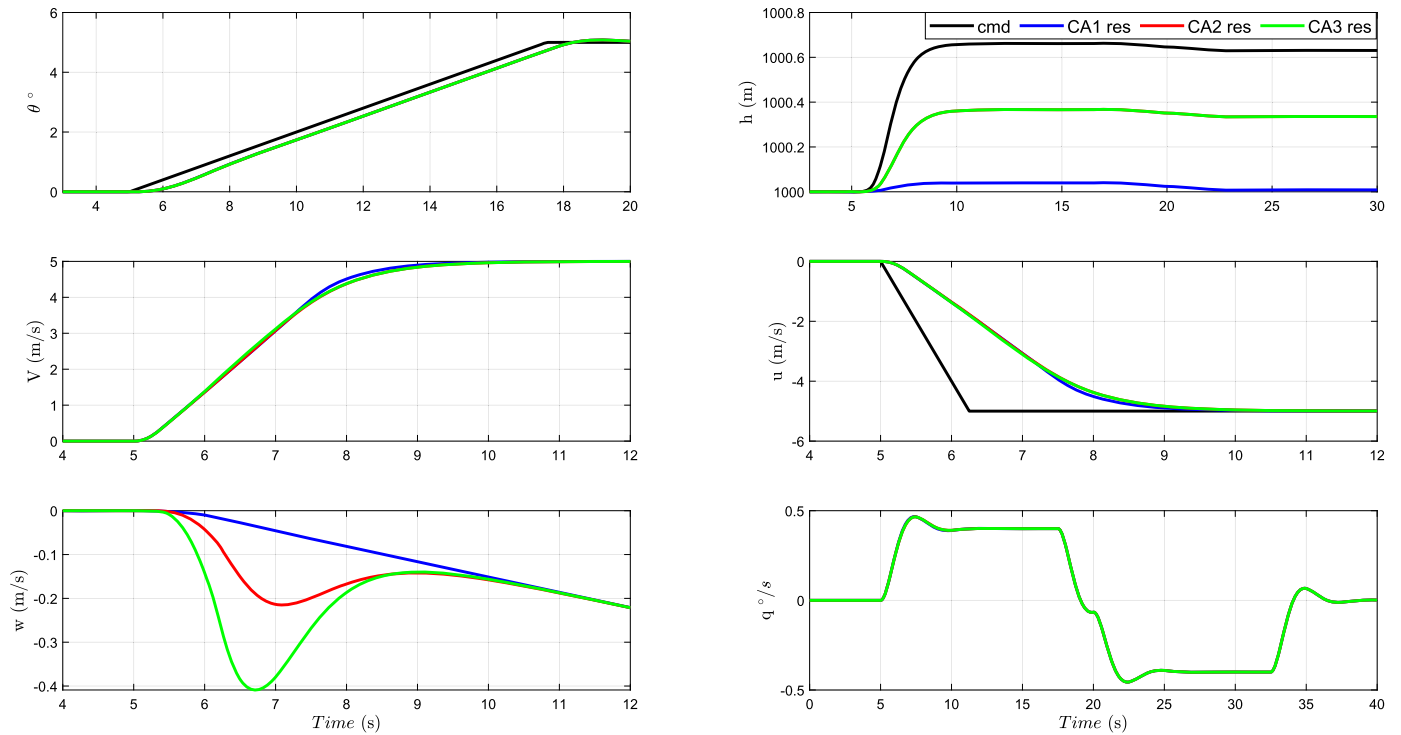 6
4
2
0
θ °
4 6 8 10 12 14 16 18 20
1000.8
1000.6
1000.4
1000.2
1000
h (m)
cmd CA1 res CA2 res CA3 res
5 10 15 20 25 30
5
4
3
2
1
0
V (m/s)
4 5 6 7 8 9 10 11 12
0
-2
-4
-6
u (m/s)
4 5 6 7 8 9 10 11 12
0
-0.1
-0.2
-0.3
-0.4
w (m/s)
4 5 6 7 8 9 10 11 12
Time (s)
0.5
0
-0.5
q °/s
0 5 10 15 20 25 30 35 40
Time (s)